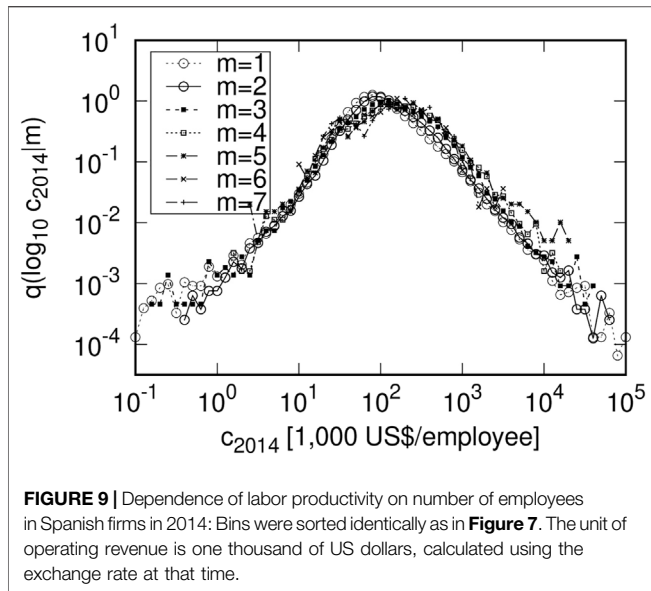 10^1
10^0
10^-1
10^-2
10^-3
10^-4
q(log_10 c_2014|m)
m=1
m=2
m=3
m=4
m=5
m=6
m=7
10^-1 10^0 10^1 10^2 10^3 10^4 10^5
c_2014 [1,000 US$/employee]
FIGURE 9 | Dependence of labor productivity on number of employees
in Spanish firms in 2014: Bins were sorted identically as in Figure 7. The unit of
operating revenue is one thousand of US dollars, calculated using the
exchange rate at that time.